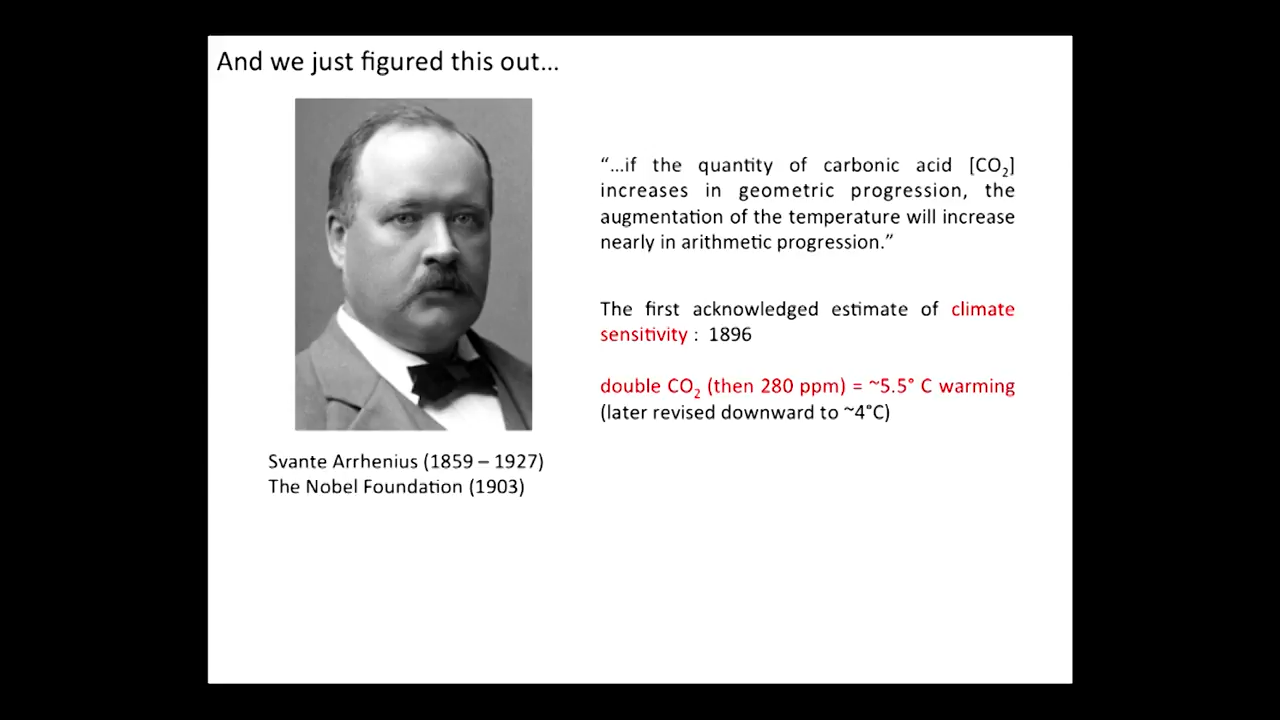 And we just figured this out...
"...if the quantity of carbonic acid [CO₂]
increases in geometric progression, the
augmentation of the temperature will increase
nearly in arithmetic progression."
The first acknowledged estimate of climate
sensitivity : 1896
double CO₂ (then 280 ppm) = ~5.5° C warming
(later revised downward to ~4°C)
Svante Arrhenius (1859 – 1927)
The Nobel Foundation (1903)